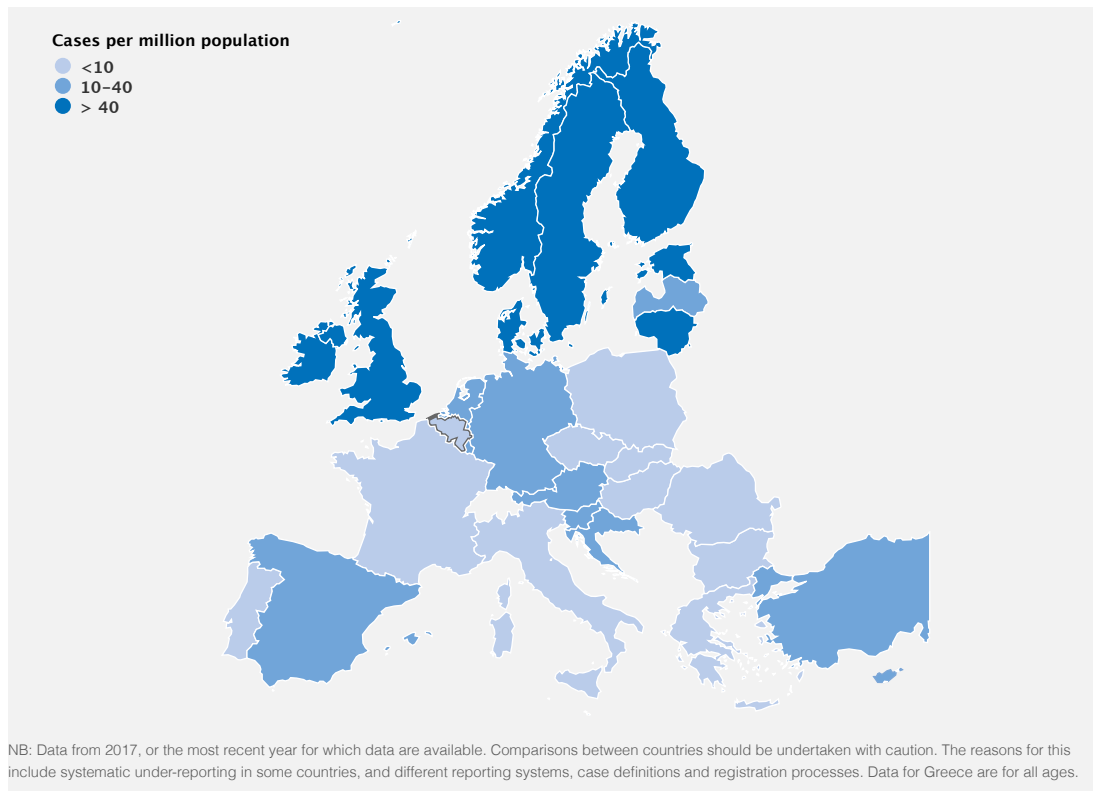 Cases per million population
<10
10–40
> 40
NB: Data from 2017, or the most recent year for which data are available. Comparisons between countries should be undertaken with caution. The reasons for this
include systematic under-reporting in some countries, and different reporting systems, case definitions and registration processes. Data for Greece are for all ages.